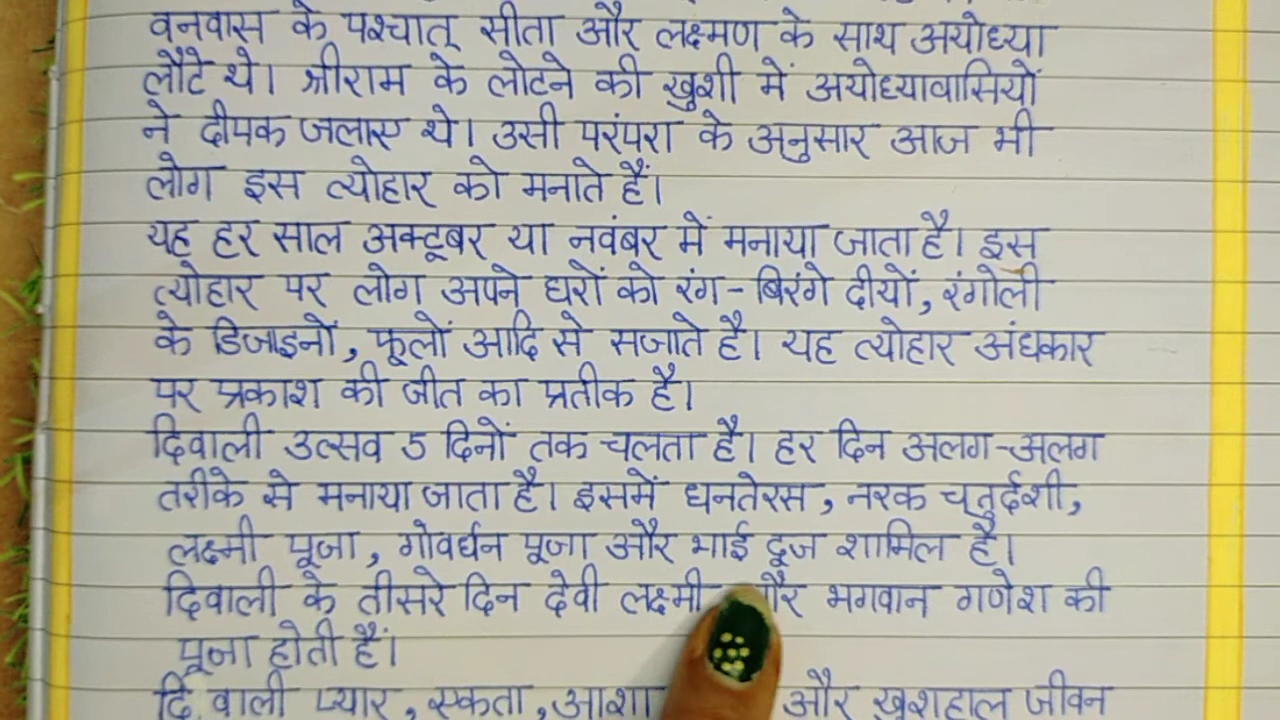 वनवास के पश्चात् सीता और लक्ष्मण के साथ अयोध्या
लौटे थे। श्रीराम के लोटने की खुशी में अयोध्यावासियों
ने दीपक जलाए थे। उसी परंपरा के अनुसार आज भी
लोग इस त्योहार को मनाते हैं।
यह हर साल अक्टूबर या नवंबर में मनाया जाता है। इस
त्योहार पर लोग अपने घरों को रंग-बिरंगे दीयों, रंगोली
के डिजाइनों, फूलों आदि से सजाते है। यह त्योहार अंधकार
पर प्रकाश की जीत का प्रतीक है।
दिवाली उत्सव 5 दिनों तक चलता है। हर दिन अलग-अलग
तरीके से मनाया जाता है। इसमें धनतेरस, नरक चतुर्दशी,
लक्ष्मी पूजा, गोवर्धन पूजा और भाई दूज शामिल है।
दिवाली के तीसरे दिन देवी लक्ष्मी और भगवान गणेश की
पूजा होती हैं।
दिवाली प्यार, एकता, आशा और खुशहाल जीवन